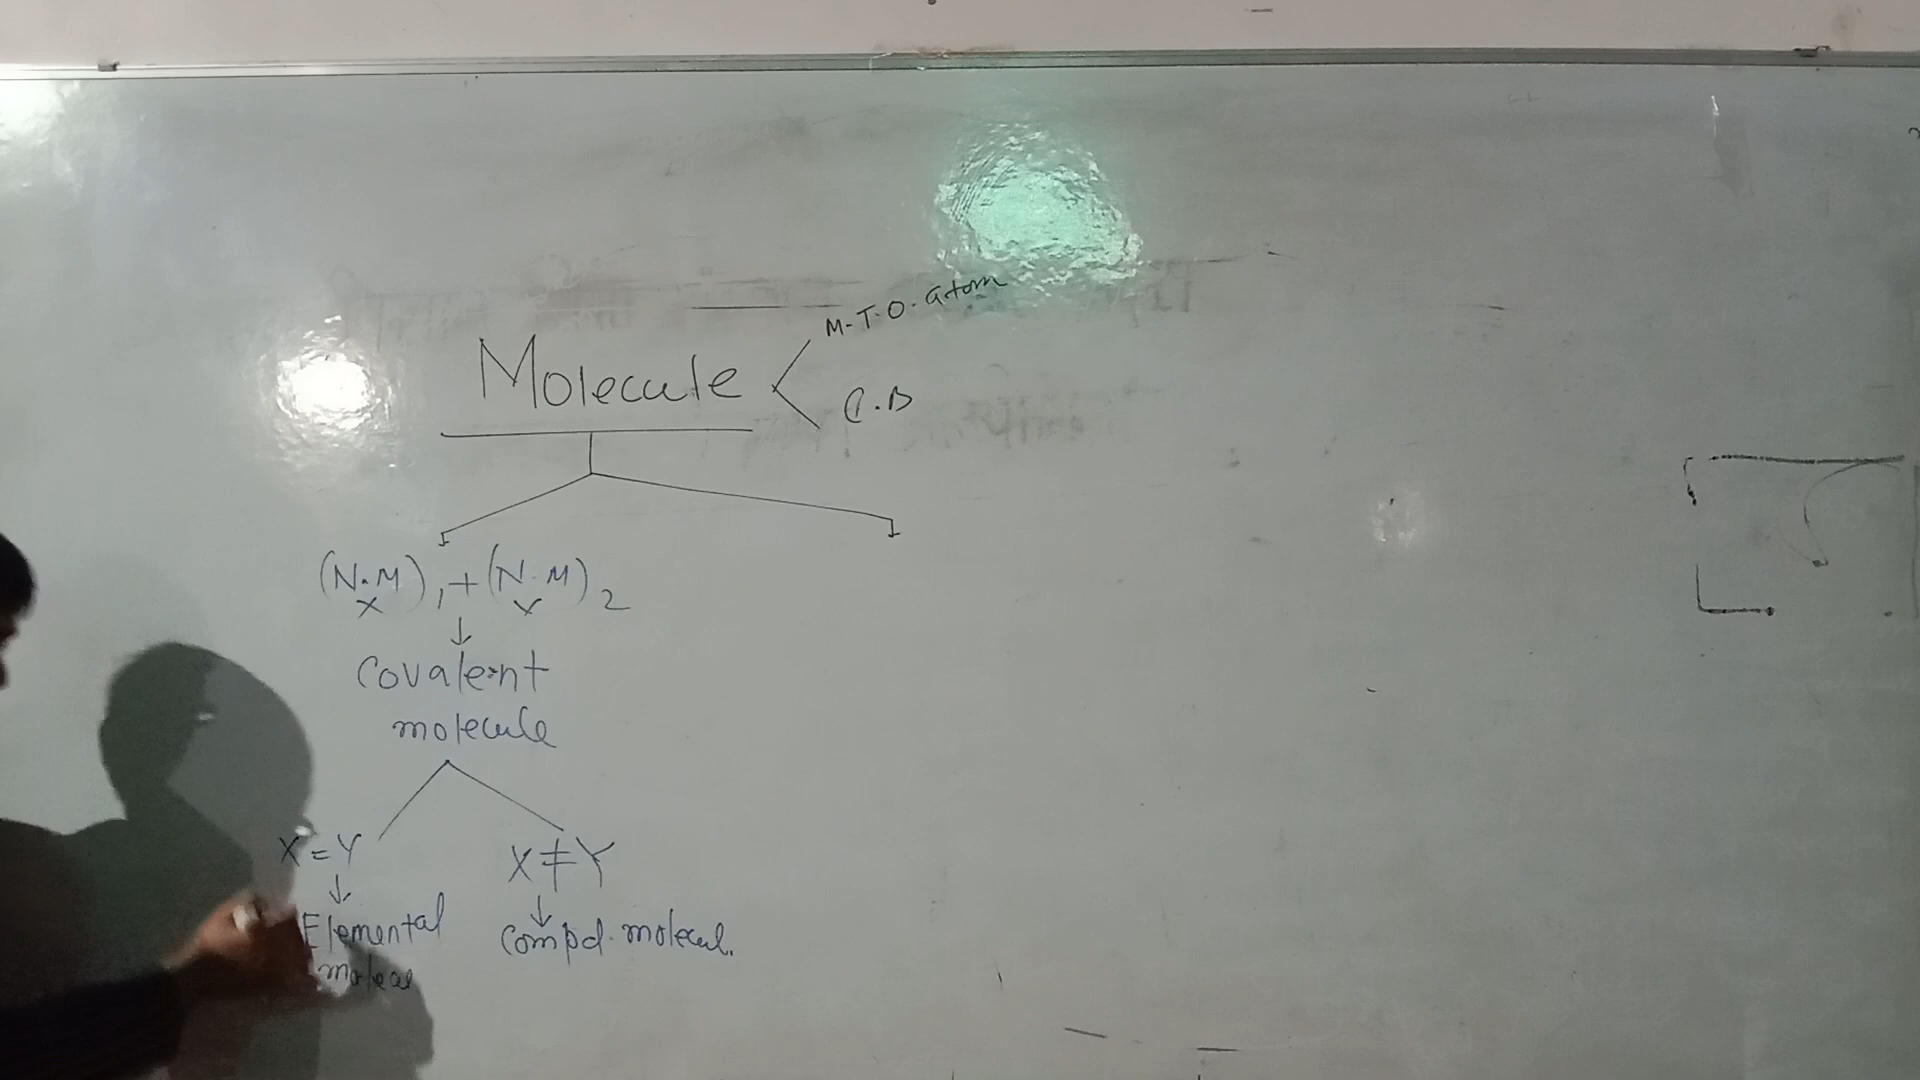 M.T.O. atom
Molecule
C.B
(N.M)1 + (N.M)2
X Y
Covalent
molecule
X = Y
X ≠ Y
Elemental
compd. molecul.